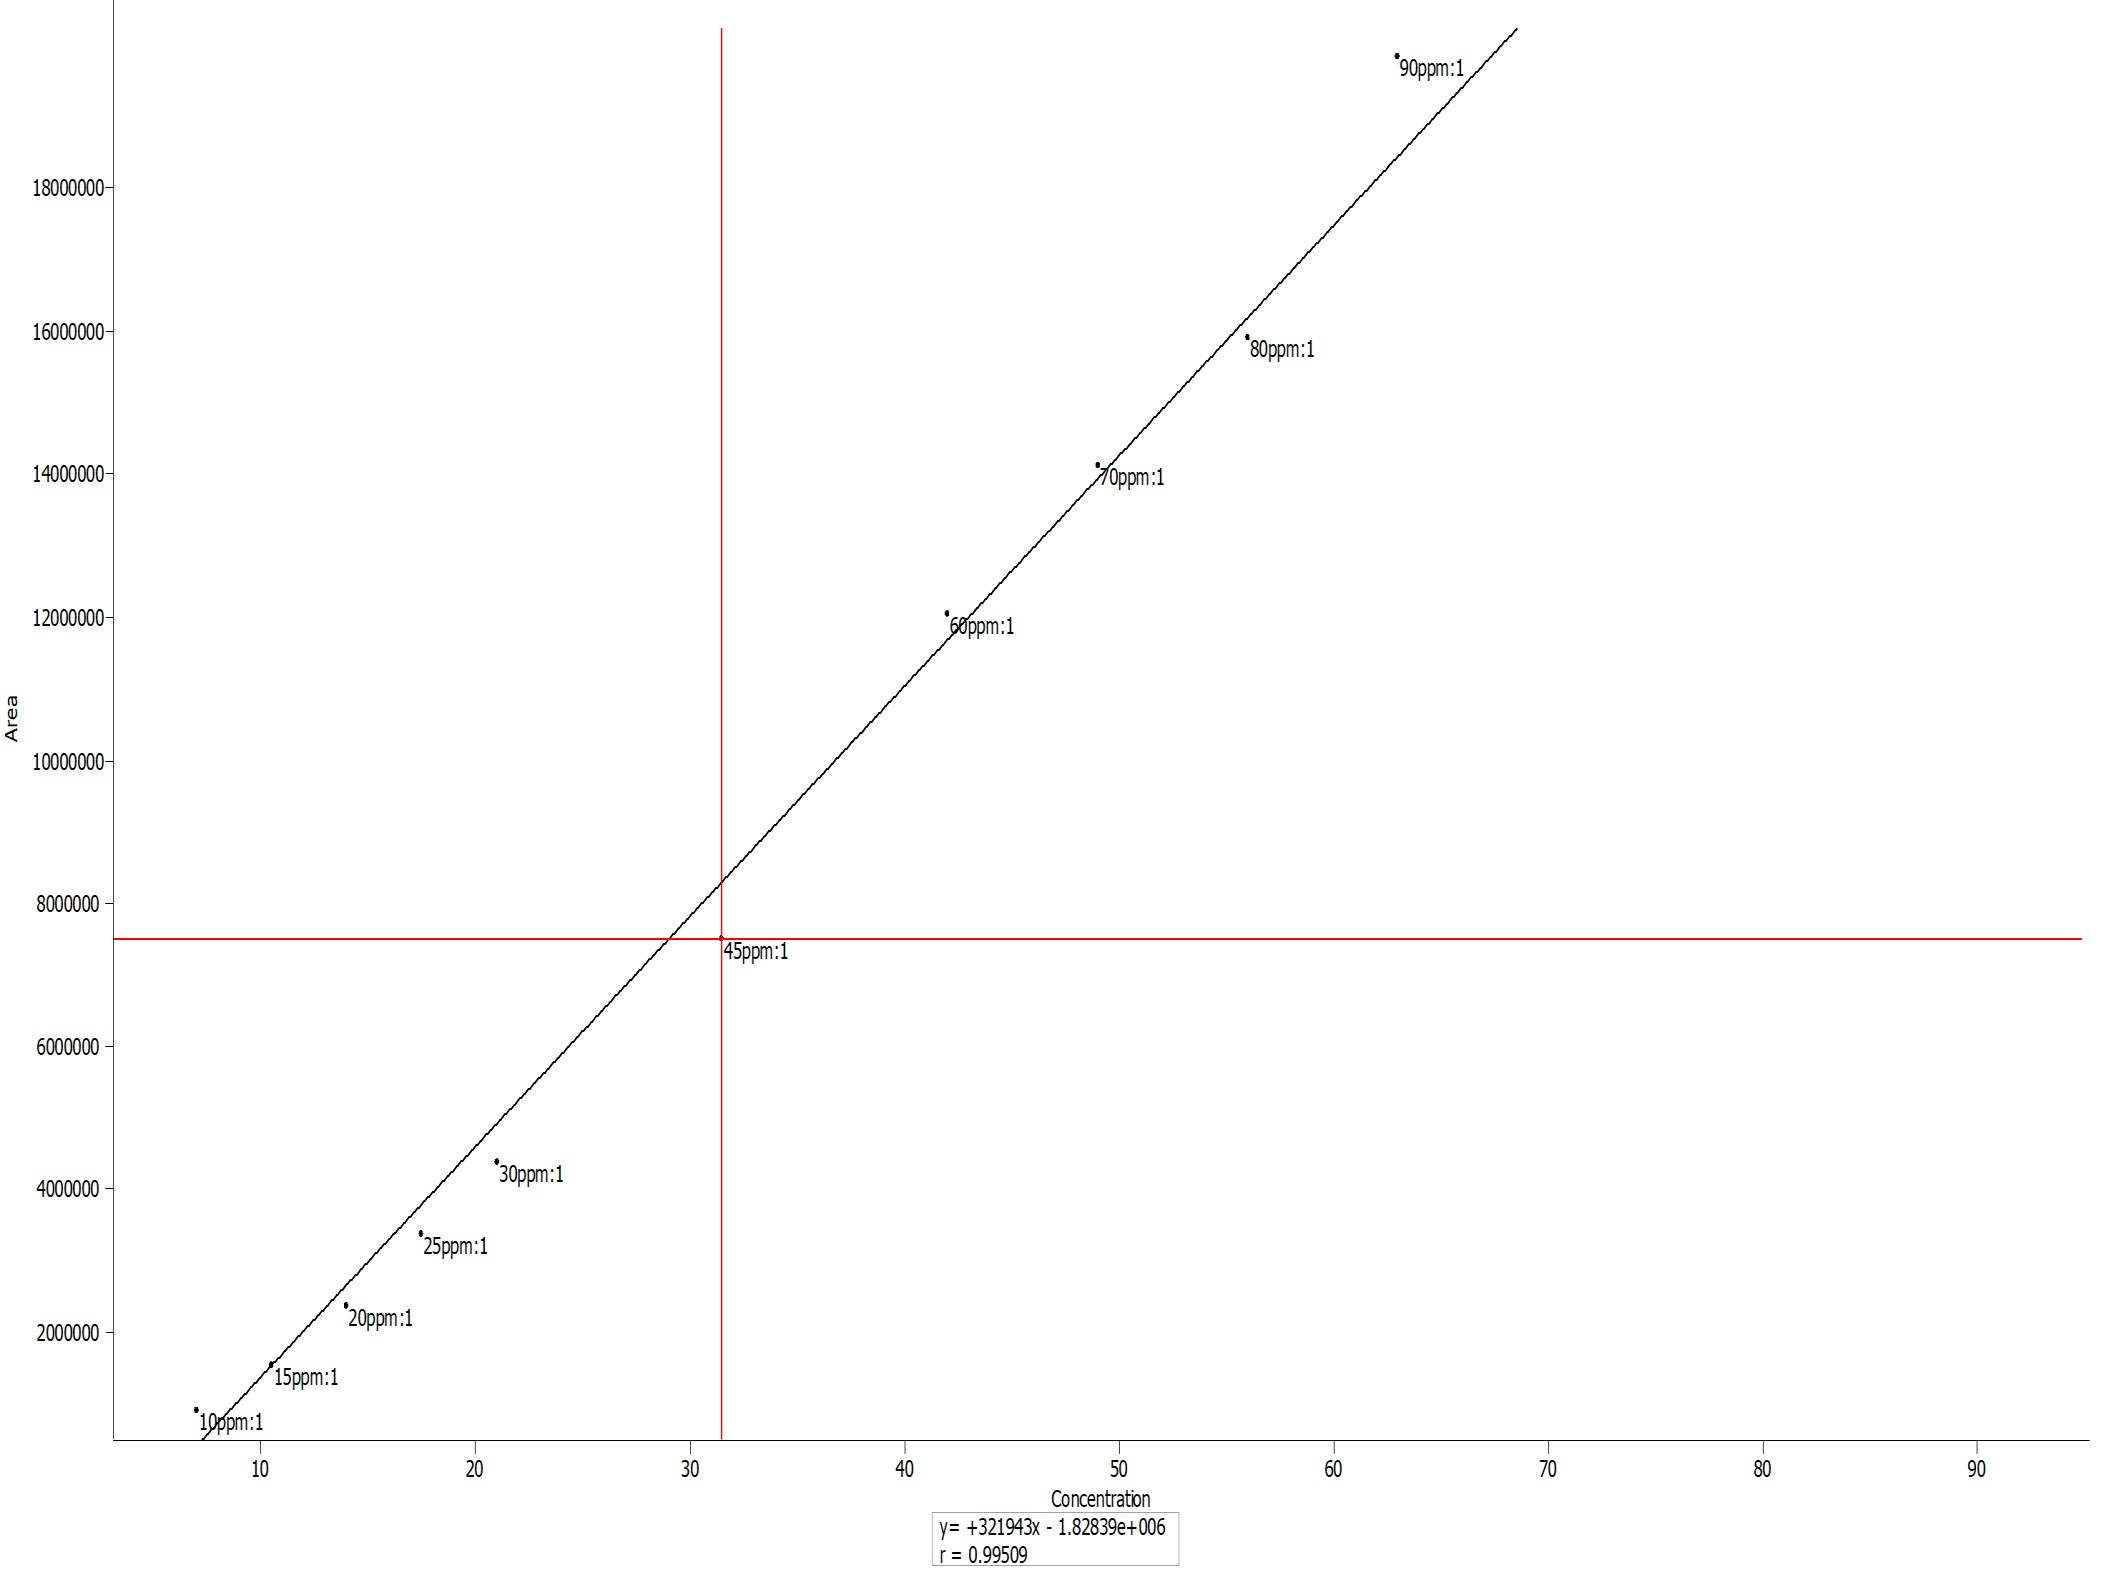 90ppm:1
18000000
16000000
80ppm:1
14000000
70ppm:1
12000000
60ppm:1
Area
10000000
8000000
45ppm:1
6000000
30ppm:1
4000000
25ppm:1
20ppm:1
2000000
15ppm:1
10ppm:1
10 20 30 40 50 60 70 80 90
Concentration
y= +321943x - 1.82839e+006
r = 0.99509